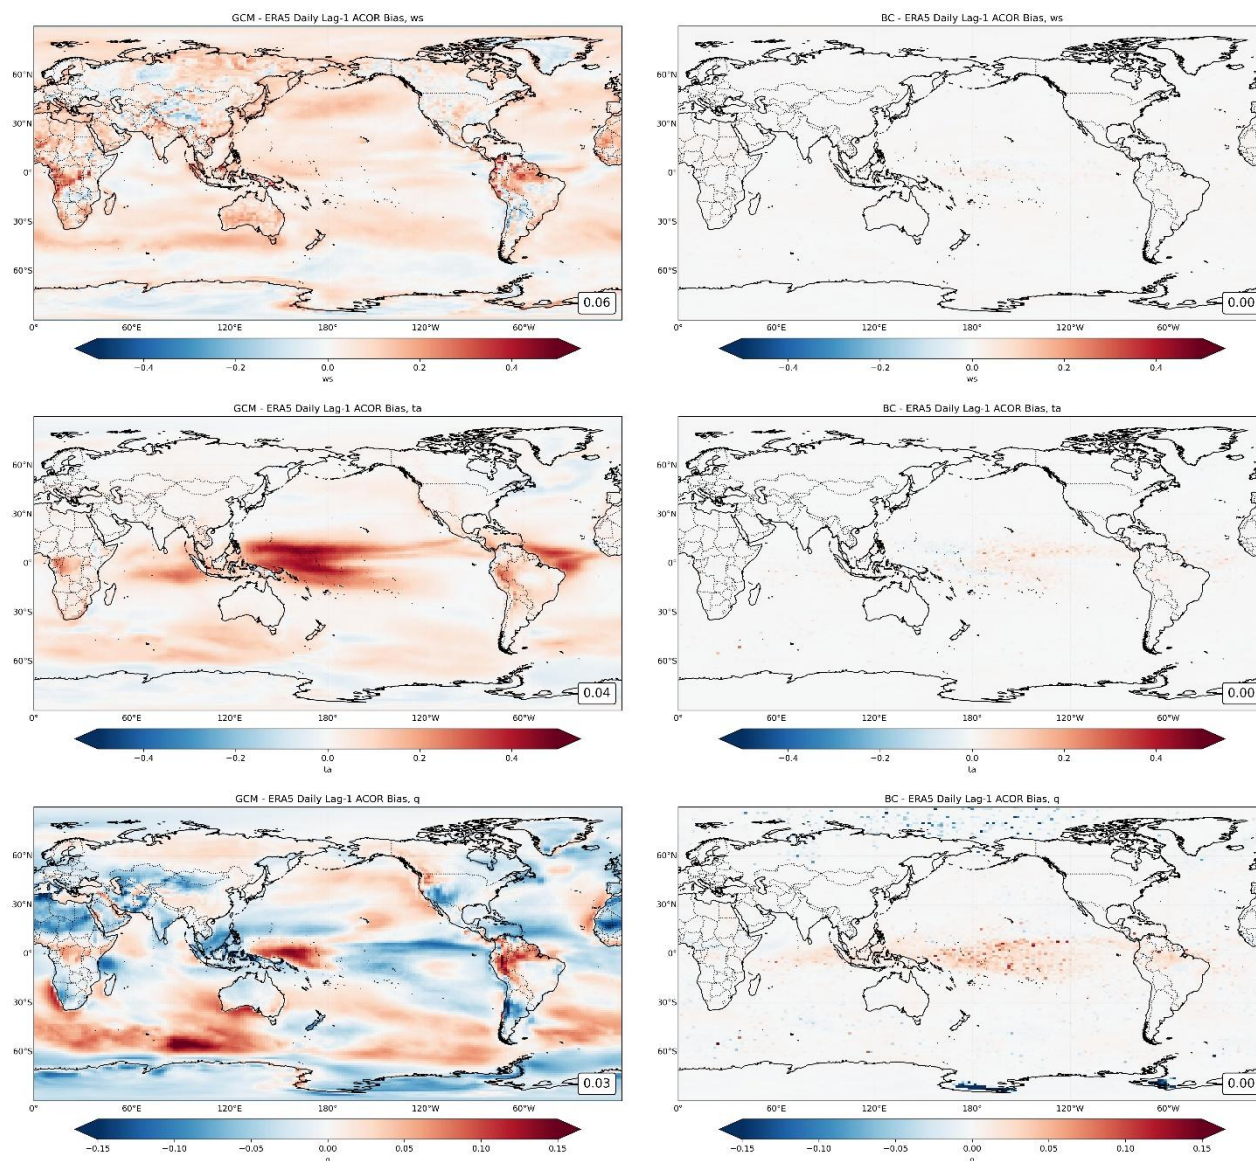 GCM - ERA5 Daily Lag-1 ACOR Bias, ws
60°N
30°N
0°
30°S
60°S
0.06
0° 60°E 120°E 180° 120°W 60°W
−0.4 −0.2 0.0 0.2 0.4
ws
BC - ERA5 Daily Lag-1 ACOR Bias, ws
60°N
30°N
0°
30°S
60°S
0.00
0° 60°E 120°E 180° 120°W 60°W
−0.4 −0.2 0.0 0.2 0.4
ws
GCM - ERA5 Daily Lag-1 ACOR Bias, ta
60°N
30°N
0°
30°S
60°S
0.04
0° 60°E 120°E 180° 120°W 60°W
−0.4 −0.2 0.0 0.2 0.4
ta
BC - ERA5 Daily Lag-1 ACOR Bias, ta
60°N
30°N
0°
30°S
60°S
0.00
0° 60°E 120°E 180° 120°W 60°W
−0.4 −0.2 0.0 0.2 0.4
ta
GCM - ERA5 Daily Lag-1 ACOR Bias, q
60°N
30°N
0°
30°S
60°S
0.03
0° 60°E 120°E 180° 120°W 60°W
−0.15 −0.10 −0.05 0.00 0.05 0.10 0.15
BC - ERA5 Daily Lag-1 ACOR Bias, q
60°N
30°N
0°
30°S
60°S
0.00
0° 60°E 120°E 180° 120°W 60°W
−0.15 −0.10 −0.05 0.00 0.05 0.10 0.15